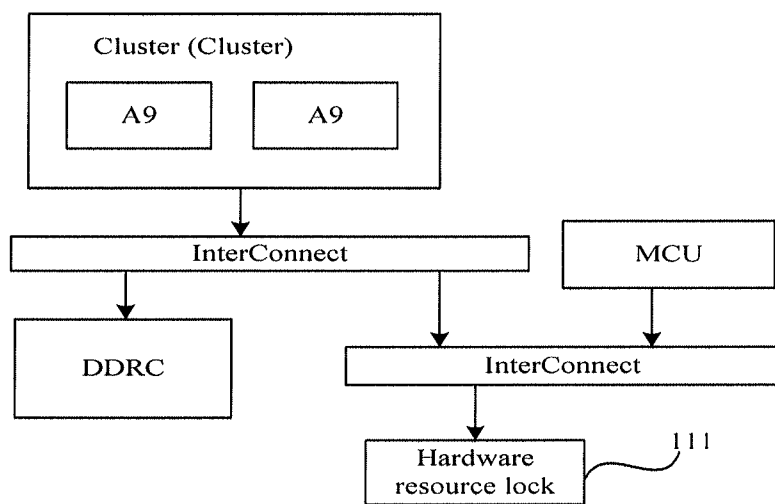 Cluster (Cluster)
A9 A9
InterConnect
MCU
DDRC
InterConnect
Hardware
resource lock
111